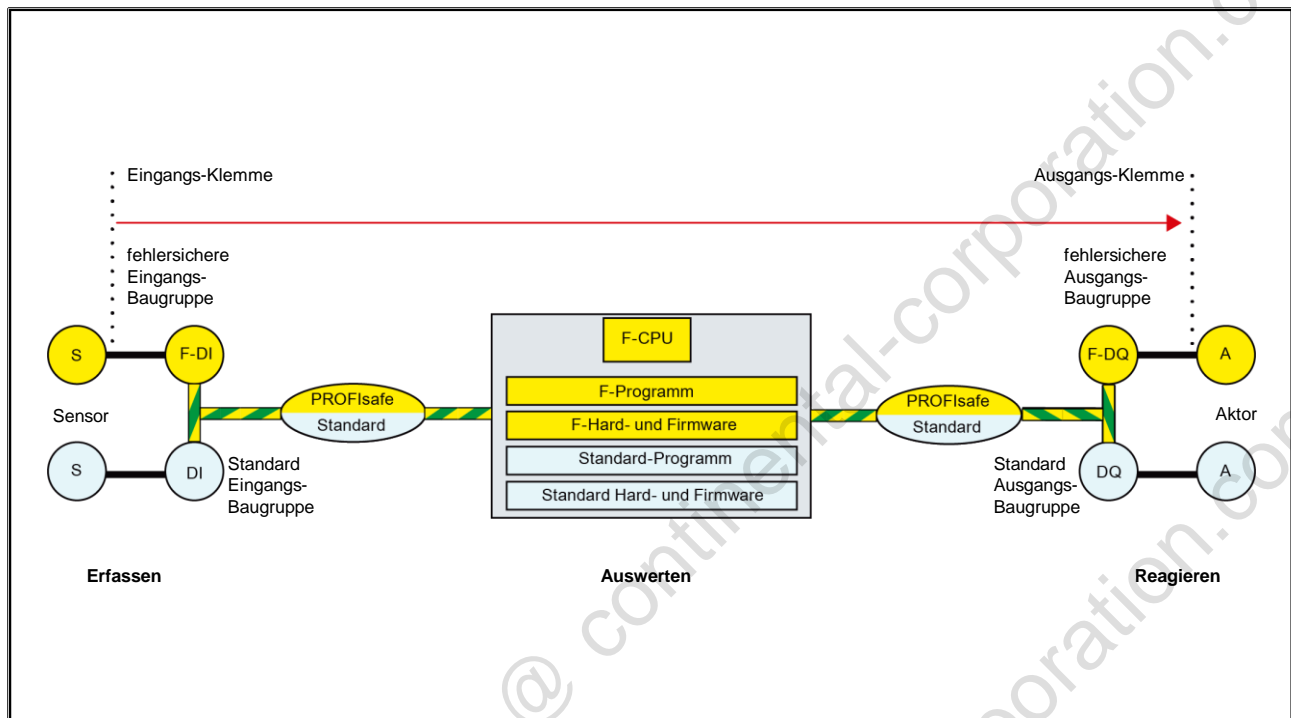 Eingangs-Klemme
Ausgangs-Klemme
fehlersichere
Eingangs-
Baugruppe
fehlersichere
Ausgangs-
Baugruppe
F-CPU
S
F-DI
F-DQ
A
F-Programm
PROFIsafe
Standard
PROFIsafe
Standard
Sensor
Aktor
F-Hard- und Firmware
Standard-Programm
S
DI
Standard
Eingangs-
Baugruppe
Standard Hard- und Firmware
Standard
Ausgangs-
Baugruppe
DQ
A
Erfassen
Auswerten
Reagieren
@ continental-corporation.c
oration.com